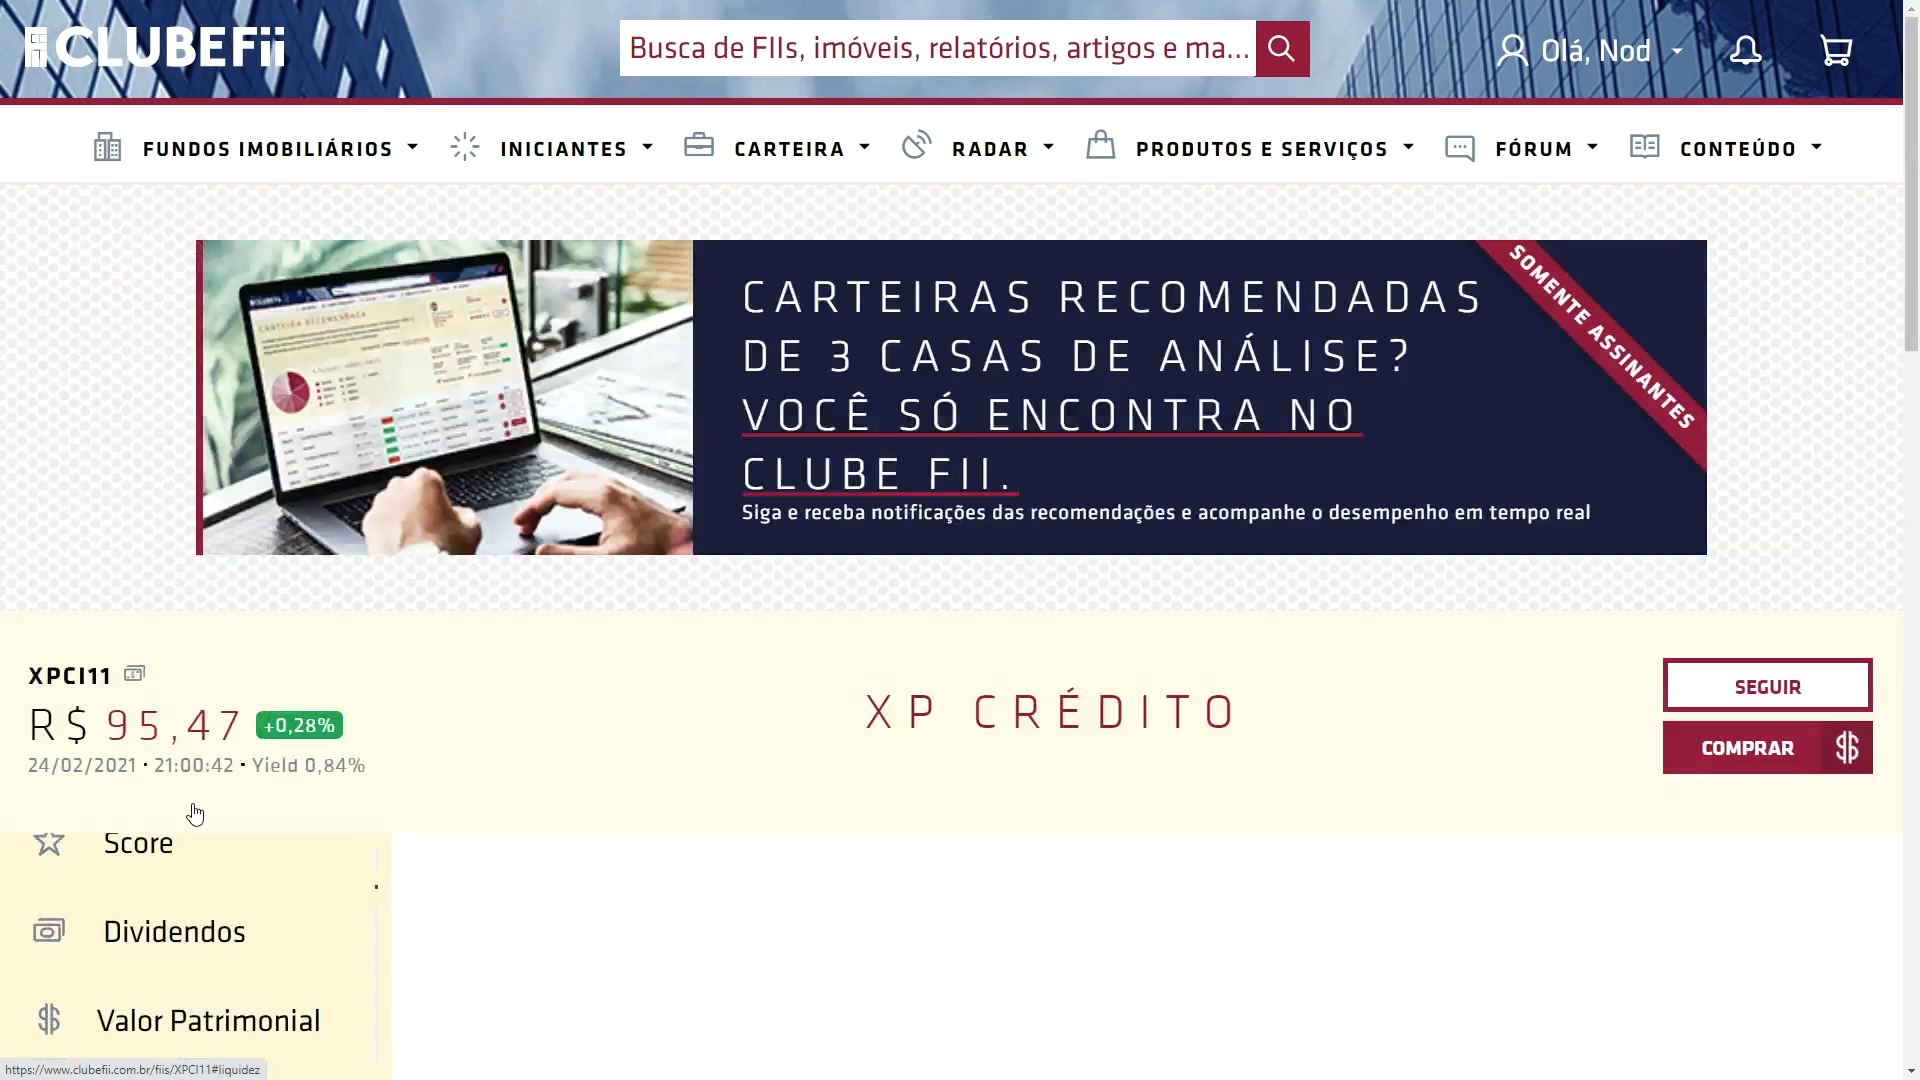 CLUBEFii
Busca de FIIs, imóveis, relatórios, artigos e ma...
Olá, Nod
FUNDOS IMOBILIÁRIOS
INICIANTES
CARTEIRA
RADAR
PRODUTOS E SERVIÇOS
FÓRUM
CONTEÚDO
CARTEIRAS RECOMENDADAS
DE 3 CASAS DE ANÁLISE?
VOCÊ SÓ ENCONTRA NO
CLUBE FII.
Siga e receba notificações das recomendações e acompanhe o desempenho em tempo real
SOMENTE ASSINANTES
CARTEIRA RECOMENDADA
XPCI11
R$ 95,47 +0,28%
24/02/2021 · 21:00:42 · Yield 0,84%
XP CRÉDITO
SEGUIR
COMPRAR
Score
Dividendos
Valor Patrimonial
https://www.clubefii.com.br/fiis/XPCI11#liquidez